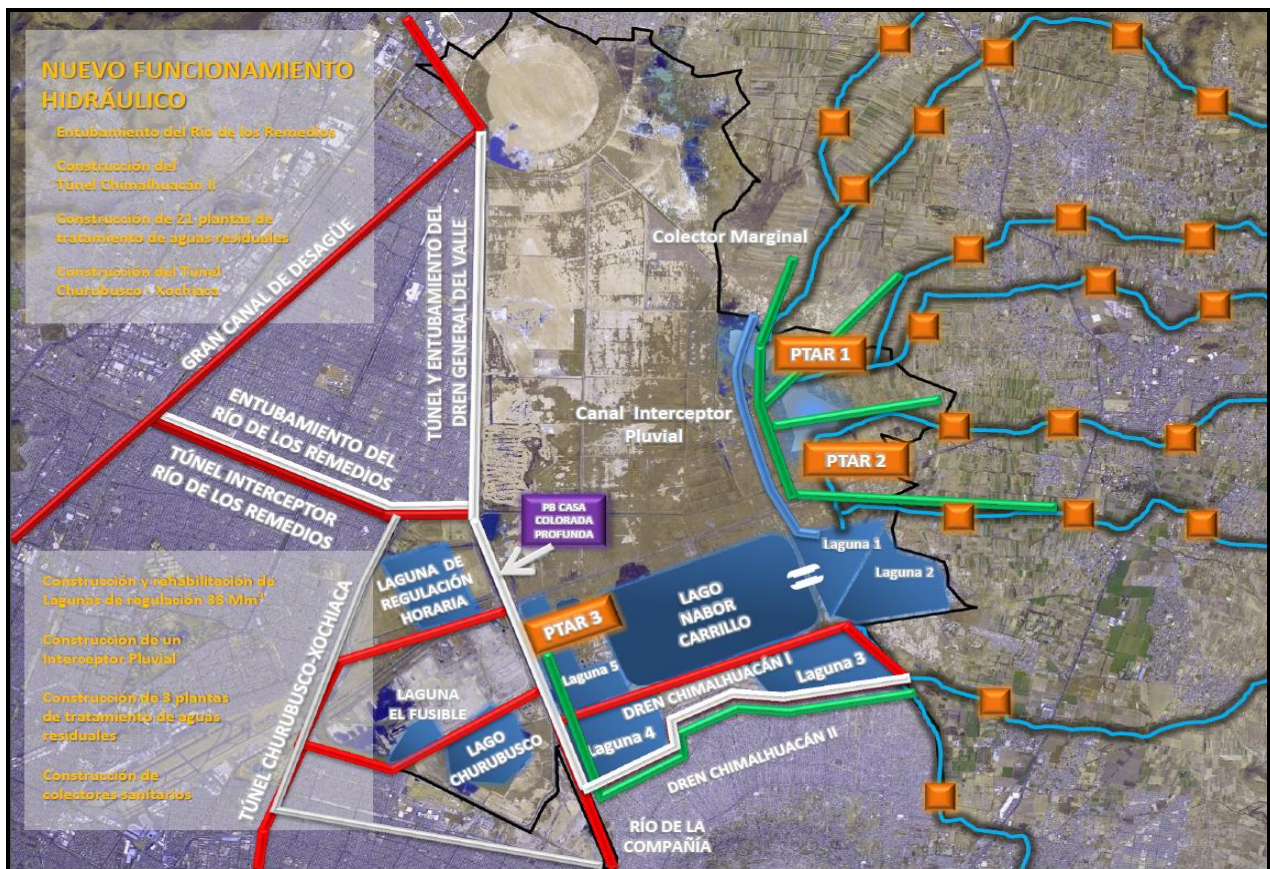 NUEVO FUNCIONAMIENTO
HIDRÁULICO
Entubamiento del Río de los Remedios
Construcción del
Túnel Chimalhuacán II
Construcción de 21 plantas de
tratamiento de aguas residuales
Construcción del Túnel
Churubusco - Xochiaca
GRAN CANAL DE DESAGÜE
TÚNEL Y ENTUBAMIENTO DEL
DREN GENERAL DEL VALLE
Colector Marginal
PTAR 1
Canal Interceptor
Pluvial
ENTUBAMIENTO DEL
RÍO DE LOS REMEDIOS
TÚNEL INTERCEPTOR
RÍO DE LOS REMEDIOS
PTAR 2
PB CASA
COLORADA
PROFUNDA
Laguna 1
Laguna 2
LAGUNA DE
REGULACIÓN
HORARIA
LAGO
NABOR
CARRILLO
PTAR 3
Construcción y rehabilitación de
Lagunas de regulación 38 Mm³
Construcción de un
Interceptor Pluvial
Construcción de 3 plantas
de tratamiento de aguas
residuales
Construcción de
colectores sanitarios
TÚNEL CHURUBUSCO-XOCHIACA
Laguna 5
DREN CHIMALHUACÁN I
Laguna 3
LAGUNA
EL FUSIBLE
LAGO
CHURUBUSCO
Laguna 4
DREN CHIMALHUACÁN II
RÍO DE LA
COMPAÑÍA